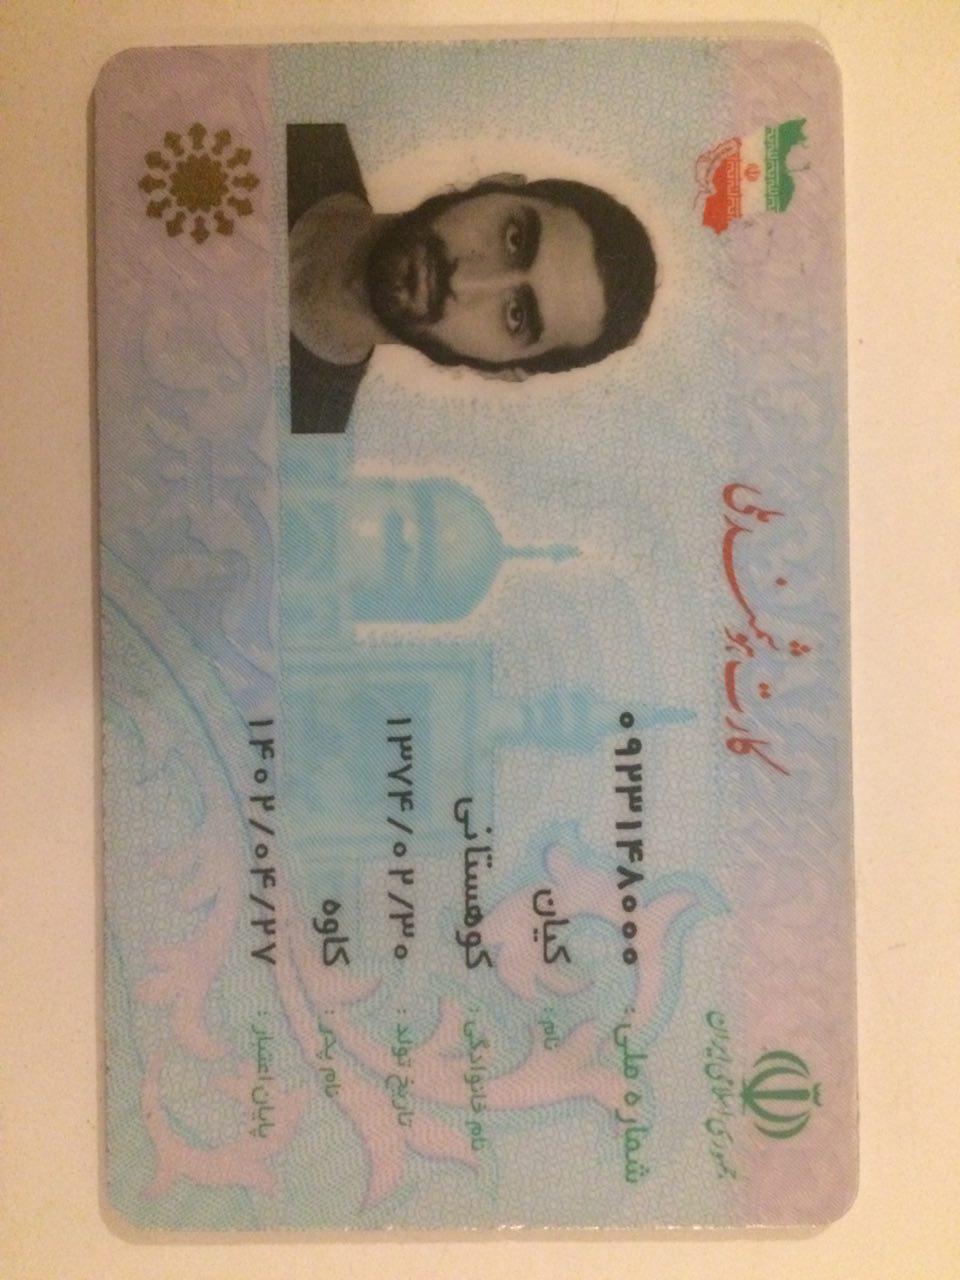 جمهوری اسلامی ایران
کارت هوشمند ملی
شماره ملی : ۰۹۲۳۱۴۸۰۰۰
نام : کیان
نام خانوادگی : کوهستانی
تاریخ تولد : ۱۳۷۴/۰۲/۳۰
نام پدر : کاوه
پایان اعتبار : ۱۴۰۲/۰۴/۲۷